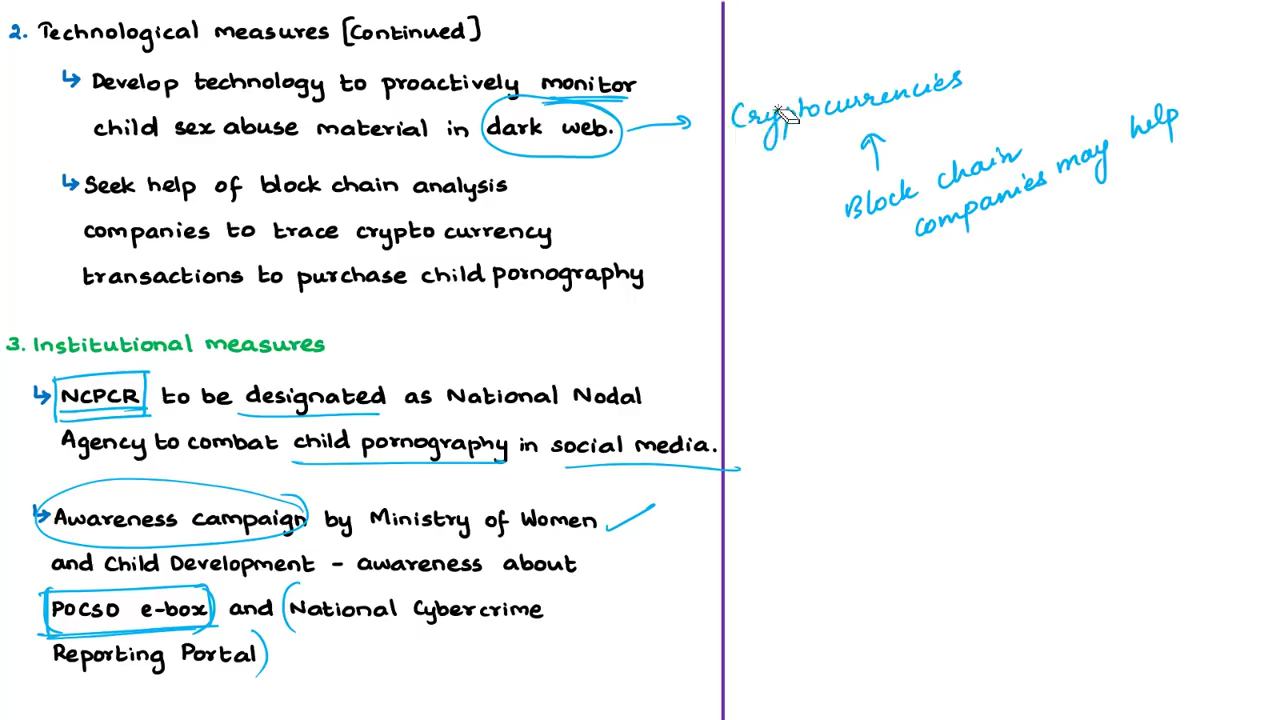 2. Technological measures [Continued]
↳ Develop technology to proactively monitor
child sex abuse material in dark web. →
↳ Seek help of block chain analysis
companies to trace crypto currency
transactions to purchase child pornography
3. Institutional measures
↳ NCPCR to be designated as National Nodal
Agency to combat child pornography in social media.
↳ Awareness campaign by Ministry of Women ✓
and Child Development - awareness about
POCSO e-box and (National Cybercrime
Reporting Portal)
Cryptocurrencies
↑
Block chain
companies may help